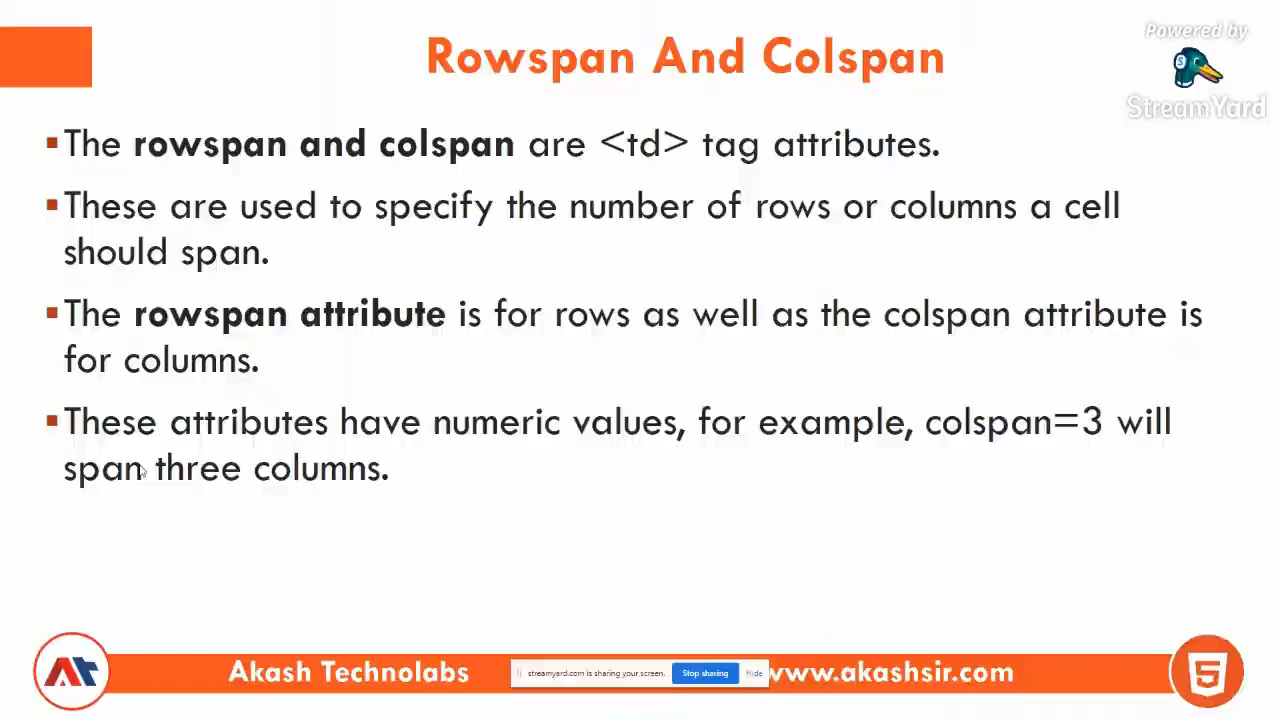 Rowspan And Colspan
Powered by
StreamYard
The rowspan and colspan are <td> tag attributes.
These are used to specify the number of rows or columns a cell
should span.
The rowspan attribute is for rows as well as the colspan attribute is
for columns.
These attributes have numeric values, for example, colspan=3 will
span three columns.
Akash Technolabs
streamyard.com is sharing your screen.
Stop sharing
Hide
www.akashsir.com